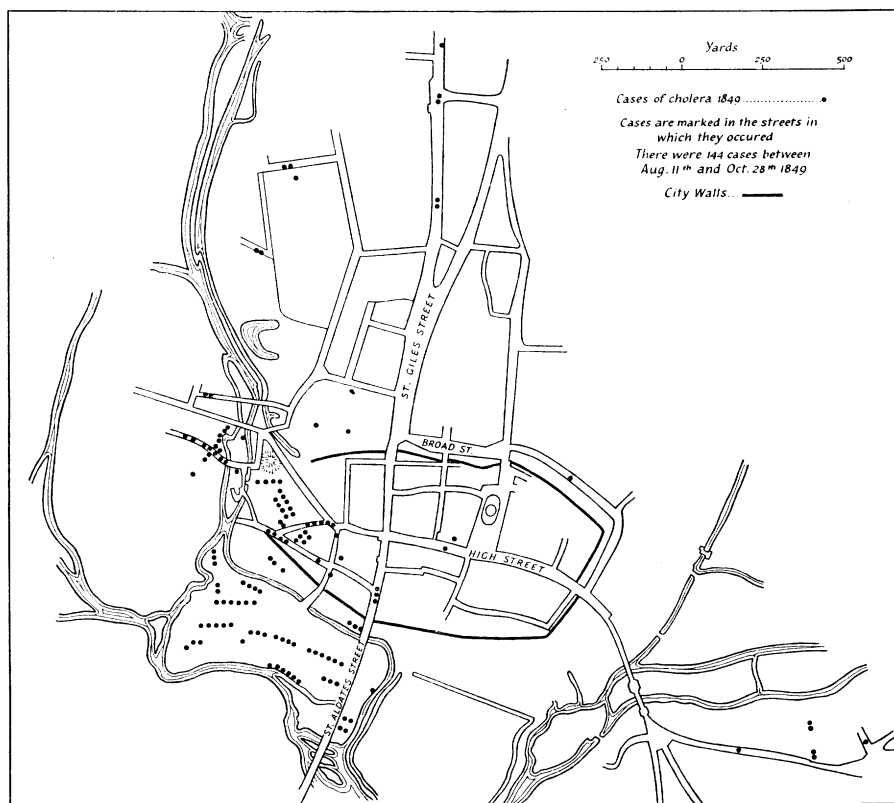 Yards
250 0 250 500
Cases of cholera 1849.....................
Cases are marked in the streets in
which they occured
There were 144 cases between
Aug. 11th and Oct. 28th 1849
City Walls...
ST. GILES STREET
BROAD ST.
HIGH STREET
ST. ALDATES STREET